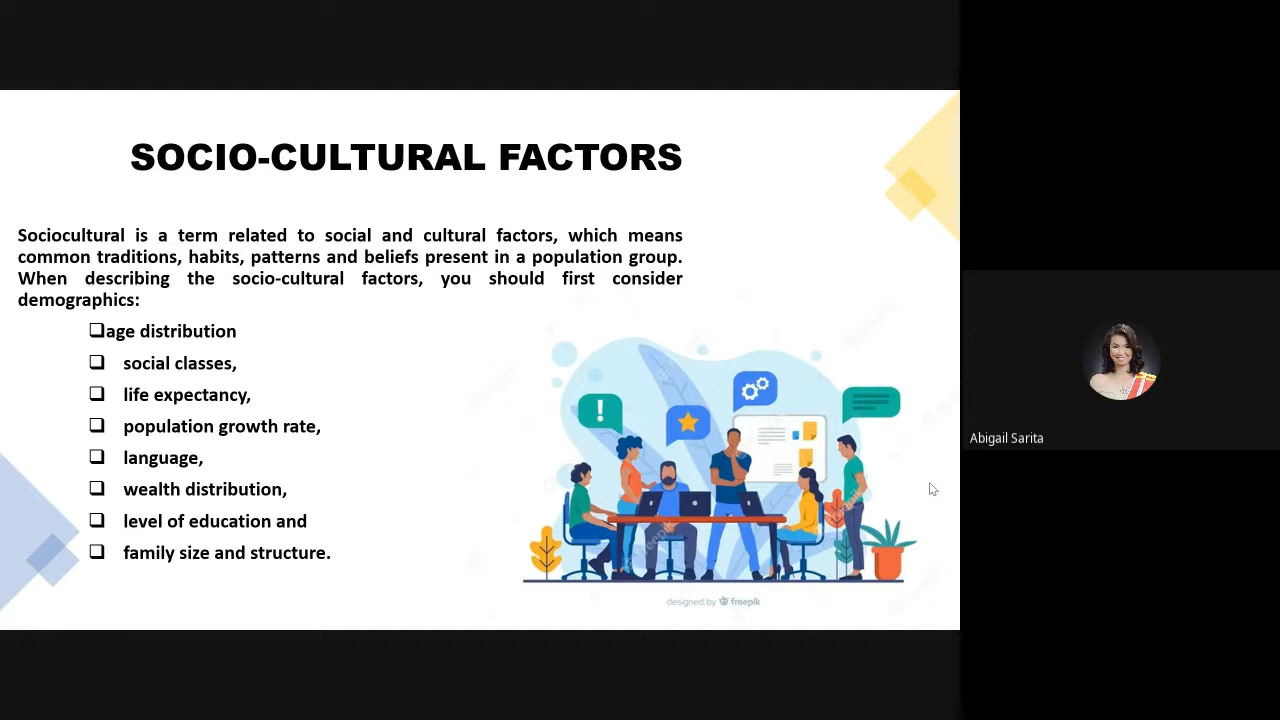 SOCIO-CULTURAL FACTORS
Sociocultural is a term related to social and cultural factors, which means
common traditions, habits, patterns and beliefs present in a population group.
When describing the socio-cultural factors, you should first consider
demographics:
❑age distribution
❑ social classes,
❑ life expectancy,
❑ population growth rate,
❑ language,
❑ wealth distribution,
❑ level of education and
❑ family size and structure.
!
designed by freepik
Abigail Sarita